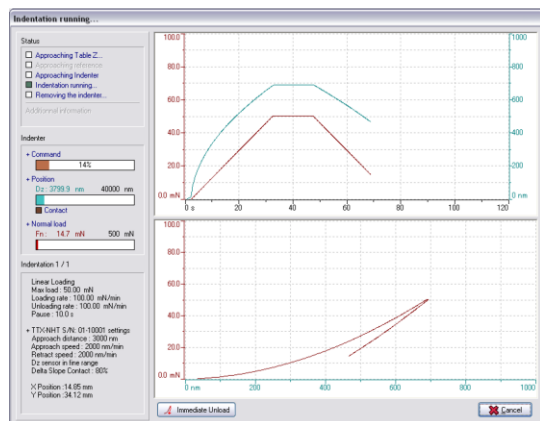 Indentation running...
Status
Approaching Table Z...
Approaching reference
Approaching Indenter
Indentation running...
Removing the indenter...
Additionnal information
Indenter
+ Command
14%
+ Position
Dz : 3799.9 nm 40000 nm
Contact
+ Normal load
Fn : 14.7 mN 500 mN
Indentation 1 / 1
Linear Loading
Max load : 50.00 mN
Loading rate : 100.00 mN/min
Unloading rate : 100.00 mN/min
Pause : 10.0 s
+ TTX-NHT S/N: 01-10001 settings
Approach distance : 3000 nm
Approach speed : 2000 nm/min
Retract speed : 2000 nm/min
Dz sensor in fine range
Delta Slope Contact : 80%
X Position : 14.85 mm
Y Position : 34.12 mm
100.0 1000
80.0 800
60.0 600
40.0 400
20.0 200
0.0 mN 0 nm
0 s 20 40 60 80 100 120
100.0
80.0
60.0
40.0
20.0
0.0 mN
0 nm 200 400 600 800 1000
Immediate Unload
Cancel